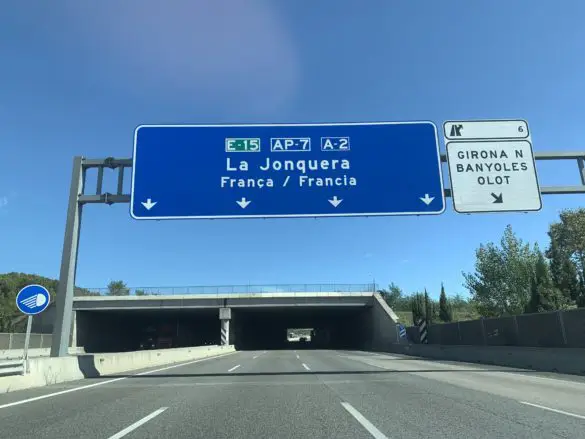 E-15 AP-7 A-2
La Jonquera
França / Francia
6
GIRONA N
BANYOLES
OLOT